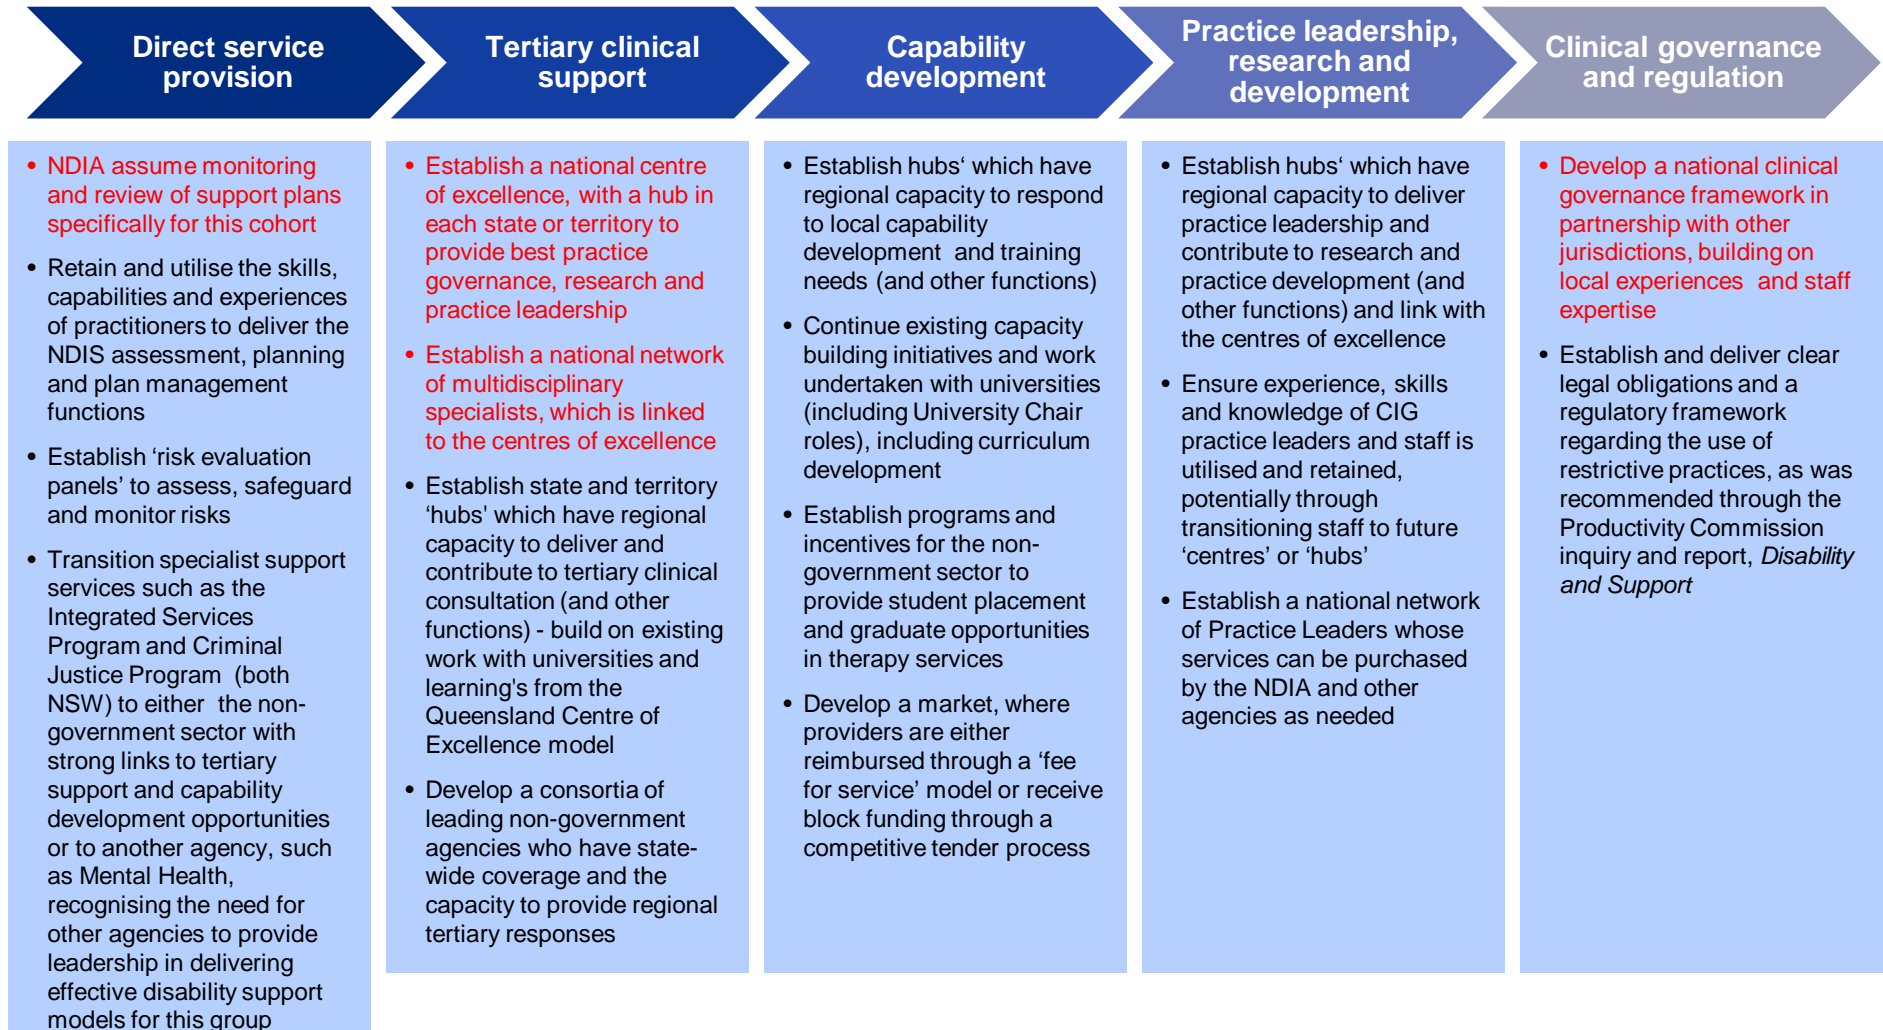 Direct service
provision
Tertiary clinical
support
Capability
development
Practice leadership,
research and
development
Clinical governance
and regulation
• NDIA assume monitoring
and review of support plans
specifically for this cohort
• Retain and utilise the skills,
capabilities and experiences
of practitioners to deliver the
NDIS assessment, planning
and plan management
functions
• Establish ‘risk evaluation
panels’ to assess, safeguard
and monitor risks
• Transition specialist support
services such as the
Integrated Services
Program and Criminal
Justice Program (both
NSW) to either the non-
government sector with
strong links to tertiary
support and capability
development opportunities
or to another agency, such
as Mental Health,
recognising the need for
other agencies to provide
leadership in delivering
effective disability support
models for this group
• Establish a national centre
of excellence, with a hub in
each state or territory to
provide best practice
governance, research and
practice leadership
• Establish a national network
of multidisciplinary
specialists, which is linked
to the centres of excellence
• Establish state and territory
‘hubs' which have regional
capacity to deliver and
contribute to tertiary clinical
consultation (and other
functions) - build on existing
work with universities and
learning's from the
Queensland Centre of
Excellence model
• Develop a consortia of
leading non-government
agencies who have state-
wide coverage and the
capacity to provide regional
tertiary responses
• Establish hubs‘ which have
regional capacity to respond
to local capability
development and training
needs (and other functions)
• Continue existing capacity
building initiatives and work
undertaken with universities
(including University Chair
roles), including curriculum
development
• Establish programs and
incentives for the non-
government sector to
provide student placement
and graduate opportunities
in therapy services
• Develop a market, where
providers are either
reimbursed through a ‘fee
for service’ model or receive
block funding through a
competitive tender process
• Establish hubs‘ which have
regional capacity to deliver
practice leadership and
contribute to research and
practice development (and
other functions) and link with
the centres of excellence
• Ensure experience, skills
and knowledge of CIG
practice leaders and staff is
utilised and retained,
potentially through
transitioning staff to future
‘centres’ or ‘hubs’
• Establish a national network
of Practice Leaders whose
services can be purchased
by the NDIA and other
agencies as needed
• Develop a national clinical
governance framework in
partnership with other
jurisdictions, building on
local experiences and staff
expertise
• Establish and deliver clear
legal obligations and a
regulatory framework
regarding the use of
restrictive practices, as was
recommended through the
Productivity Commission
inquiry and report, Disability
and Support